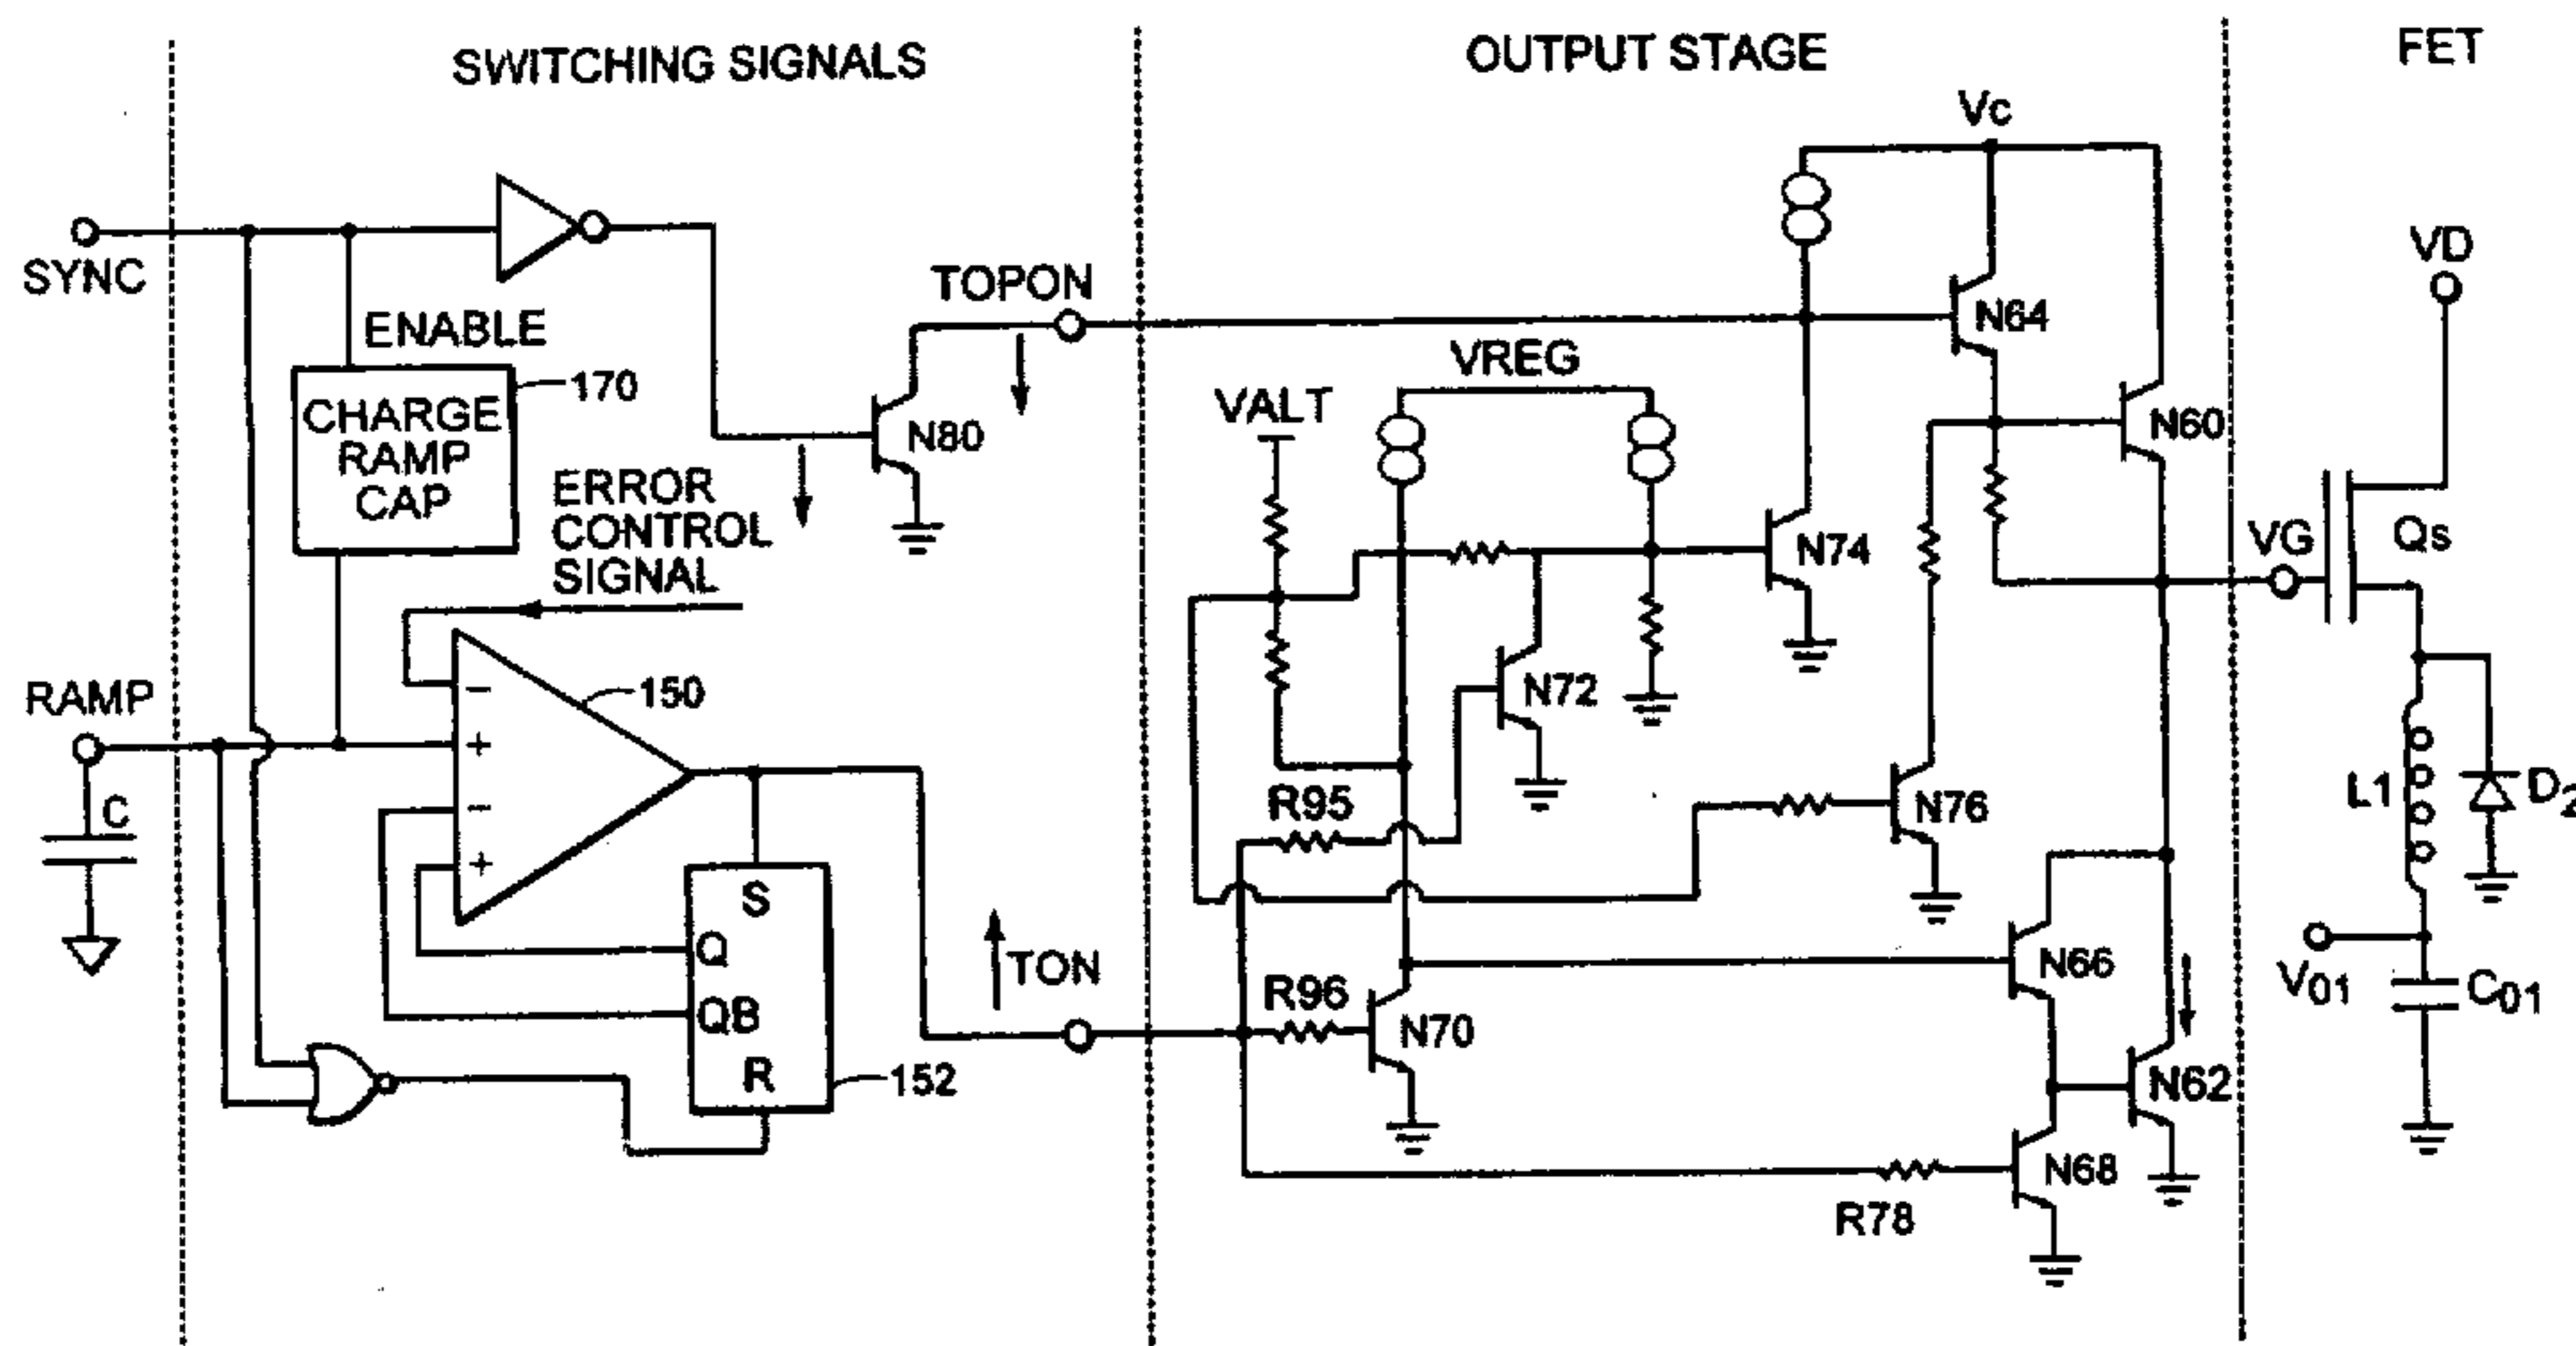 SWITCHING SIGNALS
OUTPUT STAGE
FET
SYNC
ENABLE
CHARGE
RAMP
CAP
170
TOPON
N80
ERROR
CONTROL
SIGNAL
RAMP
C
150
−
+
−
+
S
Q
QB
R
152
TON
Vc
VREG
VALT
N64
N60
N74
N72
N76
R95
R96
N70
N66
N62
N68
R78
VD
VG
Qs
L1
D2
V01
C01